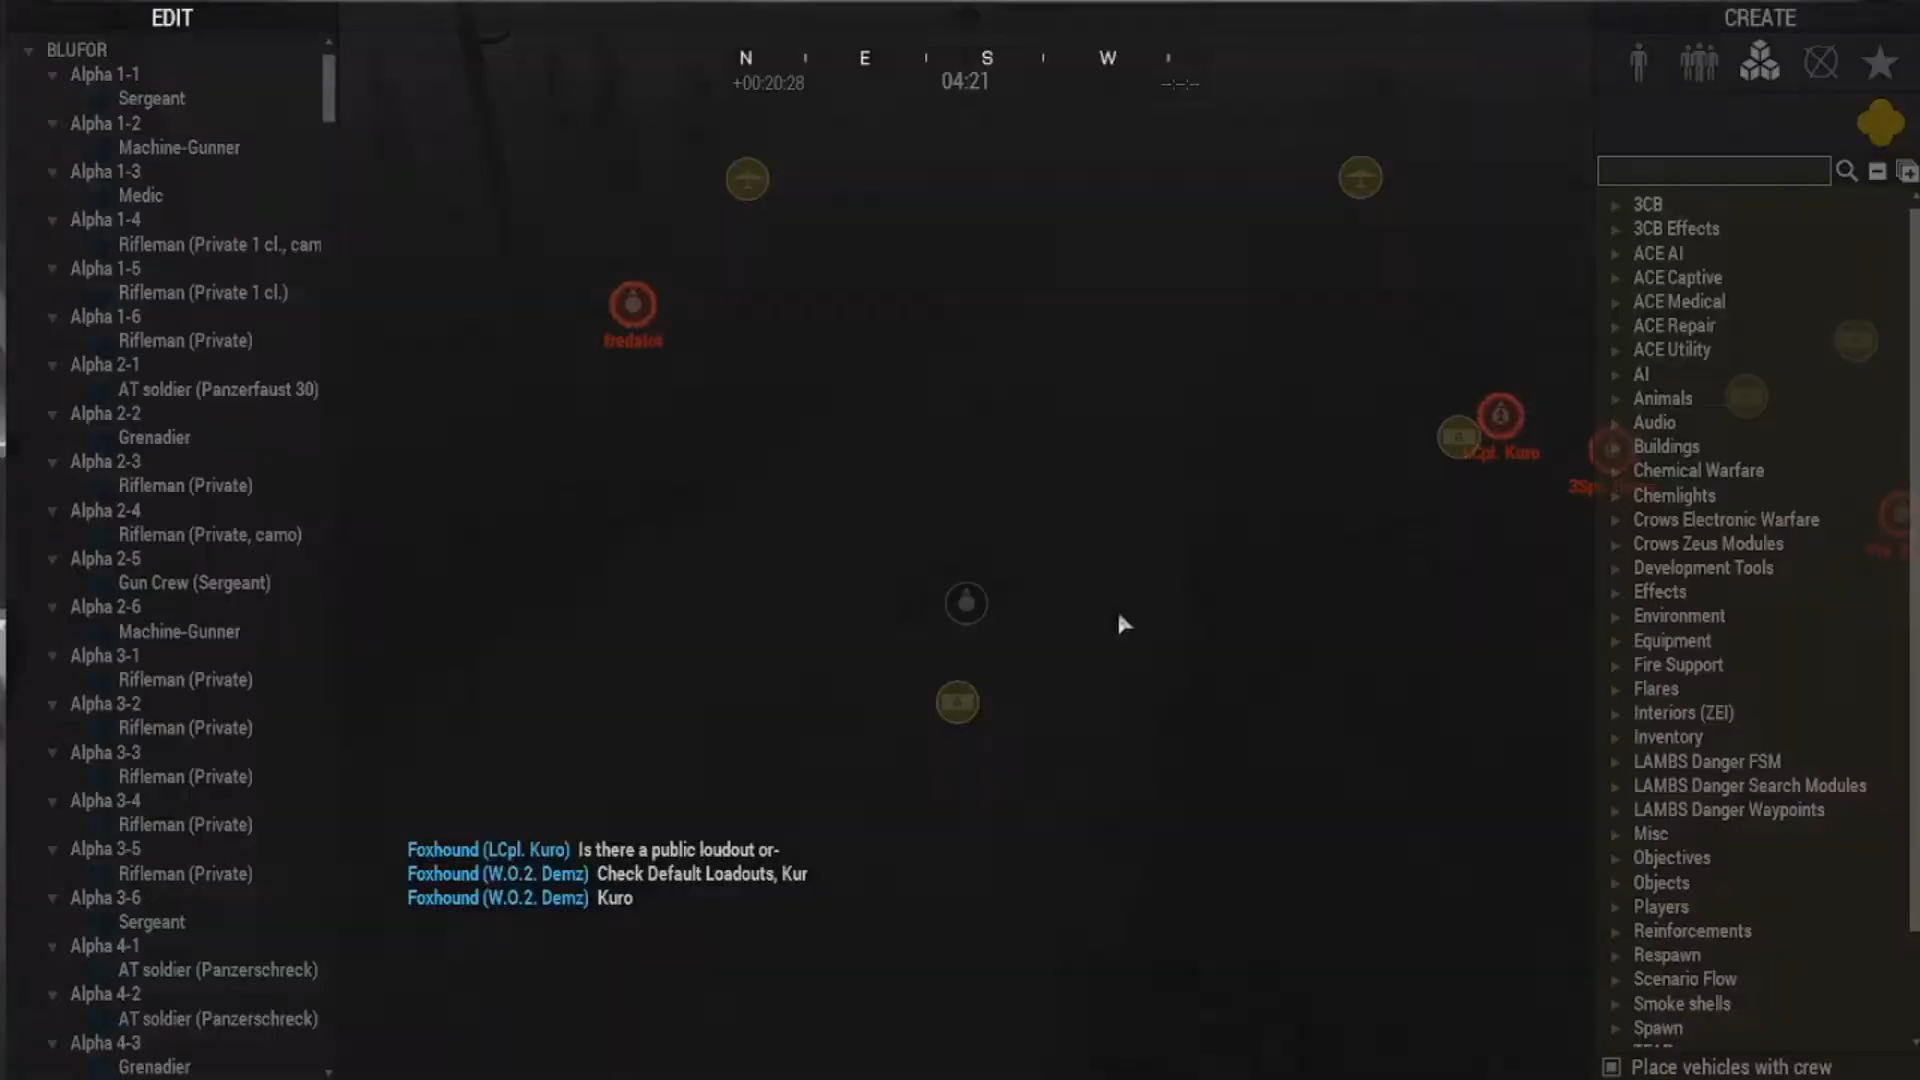 EDIT
BLUFOR
Alpha 1-1
Sergeant
Alpha 1-2
Machine-Gunner
Alpha 1-3
Medic
Alpha 1-4
Rifleman (Private 1 cl., cam
Alpha 1-5
Rifleman (Private 1 cl.)
Alpha 1-6
Rifleman (Private)
Alpha 2-1
AT soldier (Panzerfaust 30)
Alpha 2-2
Grenadier
Alpha 2-3
Rifleman (Private)
Alpha 2-4
Rifleman (Private, camo)
Alpha 2-5
Gun Crew (Sergeant)
Alpha 2-6
Machine-Gunner
Alpha 3-1
Rifleman (Private)
Alpha 3-2
Rifleman (Private)
Alpha 3-3
Rifleman (Private)
Alpha 3-4
Rifleman (Private)
Alpha 3-5
Rifleman (Private)
Alpha 3-6
Sergeant
Alpha 4-1
AT soldier (Panzerschreck)
Alpha 4-2
AT soldier (Panzerschreck)
Alpha 4-3
Grenadier
N E S W
+00:20:28 04:21 --:--:--
LCpl. Kuro
Foxhound (LCpl. Kuro) Is there a public loudout or-
Foxhound (W.O.2. Demz) Check Default Loadouts, Kur
Foxhound (W.O.2. Demz) Kuro
CREATE
3CB
3CB Effects
ACE AI
ACE Captive
ACE Medical
ACE Repair
ACE Utility
AI
Animals
Audio
Buildings
Chemical Warfare
Chemlights
Crows Electronic Warfare
Crows Zeus Modules
Development Tools
Effects
Environment
Equipment
Fire Support
Flares
Interiors (ZEI)
Inventory
LAMBS Danger FSM
LAMBS Danger Search Modules
LAMBS Danger Waypoints
Misc
Objectives
Objects
Players
Reinforcements
Respawn
Scenario Flow
Smoke shells
Spawn
Place vehicles with crew